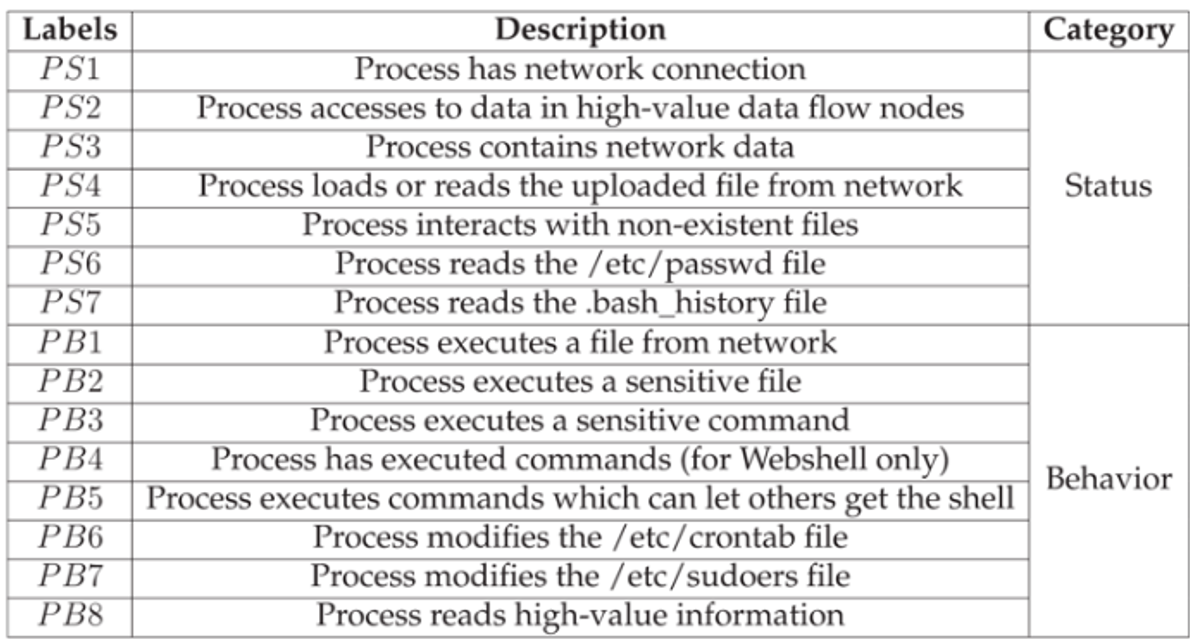 Labels Description Category
PS1 Process has network connection
PS2 Process accesses to data in high-value data flow nodes
PS3 Process contains network data
PS4 Process loads or reads the uploaded file from network Status
PS5 Process interacts with non-existent files
PS6 Process reads the /etc/passwd file
PS7 Process reads the .bash_history file
PB1 Process executes a file from network
PB2 Process executes a sensitive file
PB3 Process executes a sensitive command
PB4 Process has executed commands (for Webshell only)
Behavior
PB5 Process executes commands which can let others get the shell
PB6 Process modifies the /etc/crontab file
PB7 Process modifies the /etc/sudoers file
PB8 Process reads high-value information